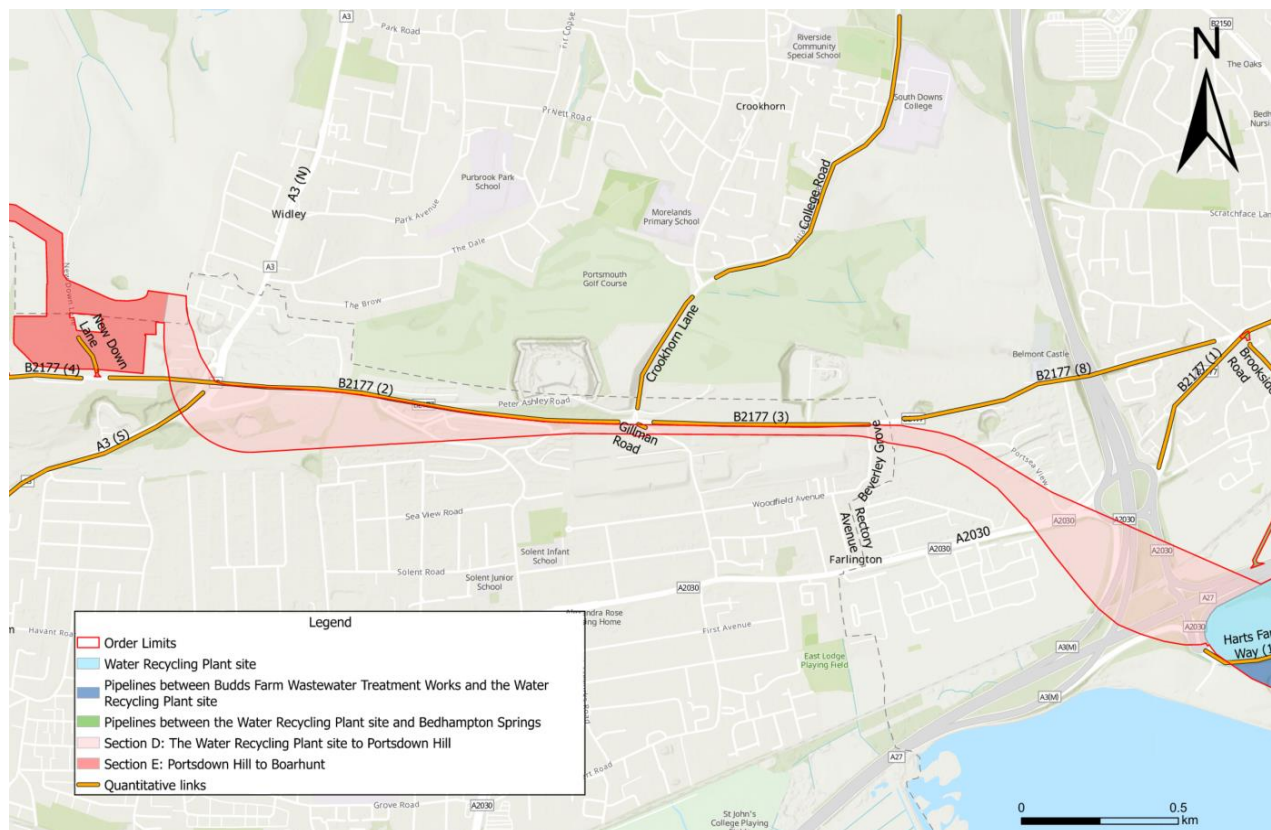 A3
Park Road
Riverside
Community
Special School
B2150
N
The Oaks
South Downs
College
Crookhorn
A3 (N)
Purbrook Park
School
College Road
Widley
Park Avenue
Morelands
Primary School
Scratchface Lane
The Dale
A3
Portsmouth
Golf Course
The Brow
New Down
Lane
Crookhorn Lane
Belmont Castle
B2177 (1)
Brookside
Road
B2177 (4)
B2177 (2)
B2177 (8)
Peter Ashley Road
B2177 (3)
A3 (S)
Gillman
Road
Beverley Grove
Portsea View
Woodfield Avenue
Sea View Road
Rectory
Avenue
A2030
A2030
A2030
A2030
Solent Infant
School
A2030
Farlington
Solent Road
Solent Junior
School
A2030
A27
First Avenue
A2030
Harts Far
Way (1
Havant Road
East Lodge
Playing Field
A3(M)
A3(M)
A27
Grove Road
A2030
St John's
College Playing
Legend
Order Limits
Water Recycling Plant site
Pipelines between Budds Farm Wastewater Treatment Works and the Water
Recycling Plant site
Pipelines between the Water Recycling Plant site and Bedhampton Springs
Section D: The Water Recycling Plant site to Portsdown Hill
Section E: Portsdown Hill to Boarhunt
Quantitative links
0 0.5
km